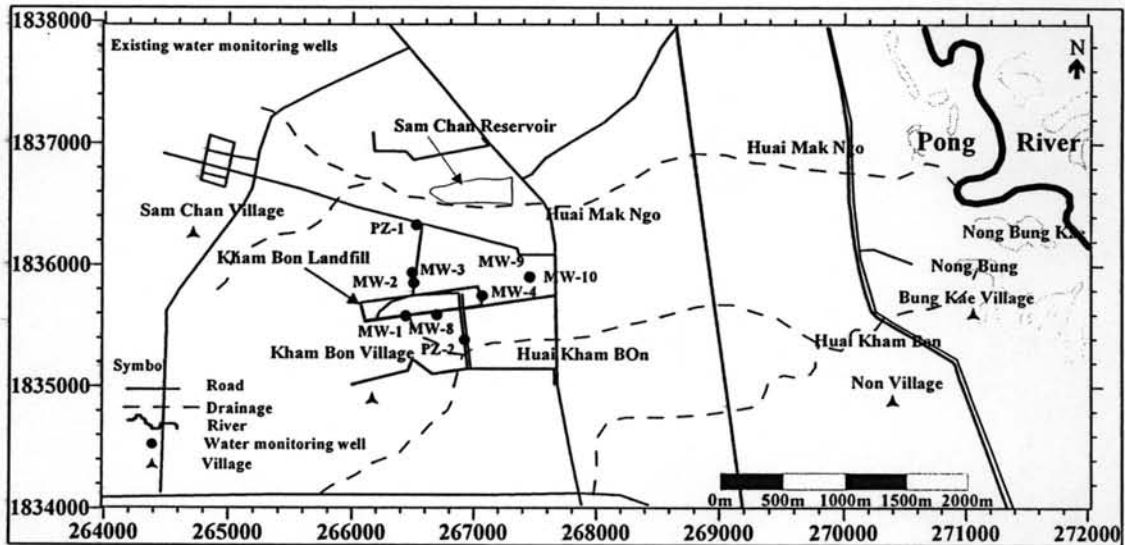 1838000
Existing water monitoring wells
N
1837000
Sam Chan Reservoir
Huai Mak Ngo
Pong River
Sam Chan Village
PZ-1
Huai Mak Ngo
Nong Bung Kae
1836000
Kham Bon Landfill
MW-3
MW-9
MW-2
MW-10
Nong Bung
MW-4
Bung Kae Village
MW-1
MW-8
Kham Bon Village
PZ-2
Huai Kham BOn
Huai Kham Bon
1835000
Symbo
Road
Non Village
Drainage
River
Water monitoring well
Village
1834000
0m 500m 1000m 1500m 2000m
264000 265000 266000 267000 268000 269000 270000 271000 272000